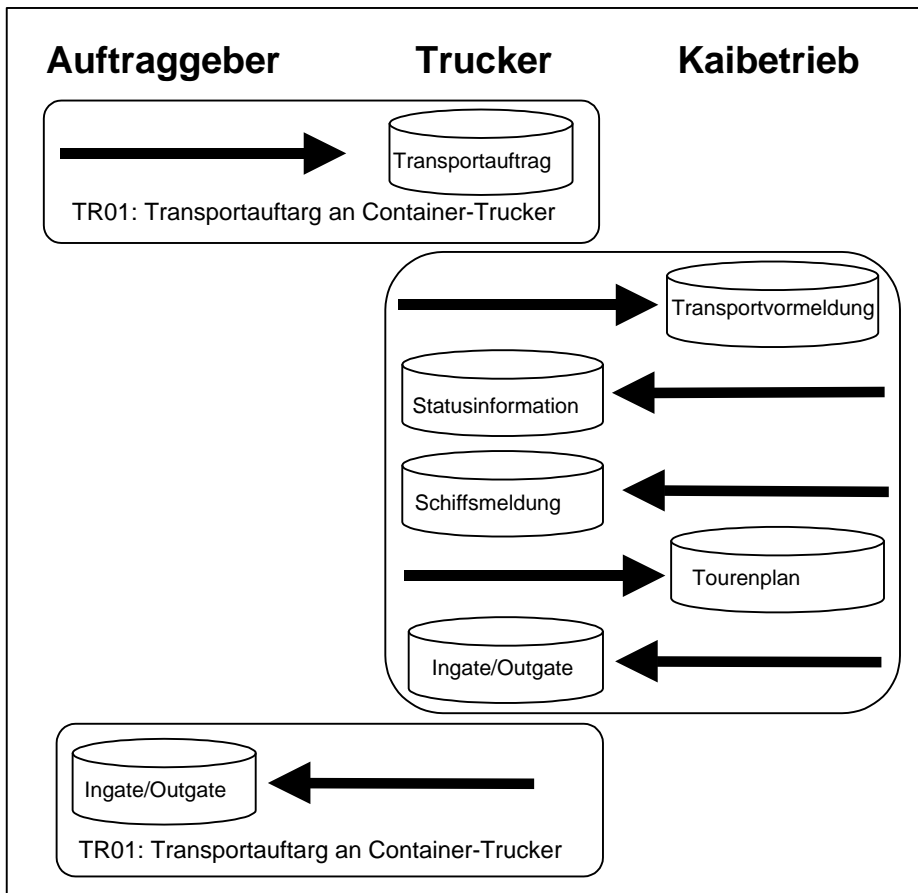 Auftraggeber Trucker Kaibetrieb
Transportauftrag
TR01: Transportauftarg an Container-Trucker
Transportvormeldung
Statusinformation
Schiffsmeldung
Tourenplan
Ingate/Outgate
Ingate/Outgate
TR01: Transportauftarg an Container-Trucker